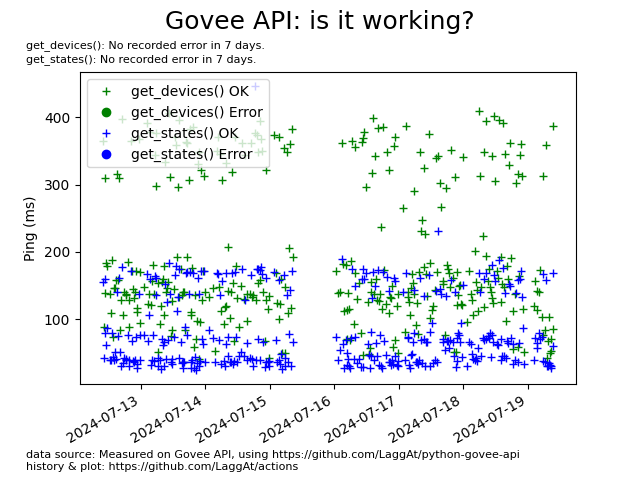 Govee API: is it working?
get_devices(): No recorded error in 7 days.
get_states(): No recorded error in 7 days.
get_devices() OK
get_devices() Error
get_states() OK
get_states() Error
Ping (ms)
400
300
200
100
2024-07-13
2024-07-14
2024-07-15
2024-07-16
2024-07-17
2024-07-18
2024-07-19
data source: Measured on Govee API, using https://github.com/LaggAt/python-govee-api
history & plot: https://github.com/LaggAt/actions